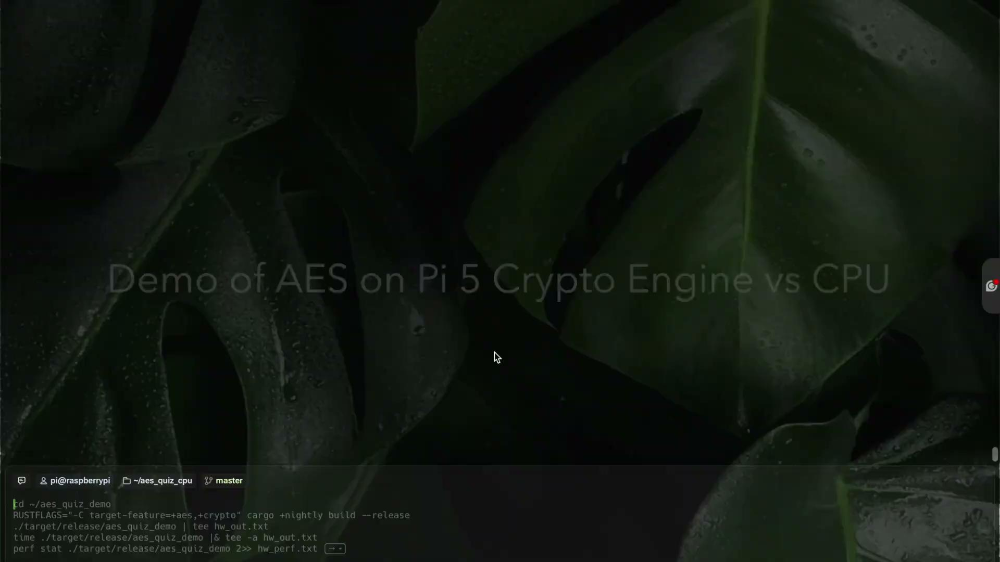 Demo of AES on Pi 5 Crypto Engine vs CPU
pi@raspberrypi ~/aes_quiz_cpu master
cd ~/aes_quiz_demo
RUSTFLAGS="-C target-feature=+aes,+crypto" cargo +nightly build --release
./target/release/aes_quiz_demo | tee hw_out.txt
time ./target/release/aes_quiz_demo |& tee -a hw_out.txt
perf stat ./target/release/aes_quiz_demo 2>> hw_perf.txt